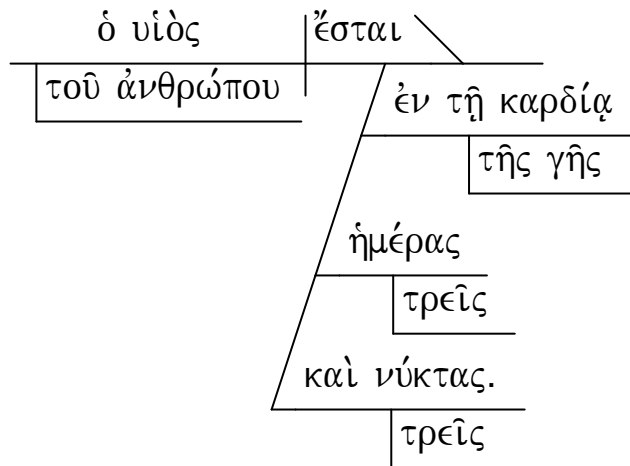 ὁ υἱὸς ἔσται
τοῦ ἀνθρώπου
ἐν τῇ καρδίᾳ
τῆς γῆς
ἡμέρας
τρεῖς
καὶ νύκτας.
τρεῖς